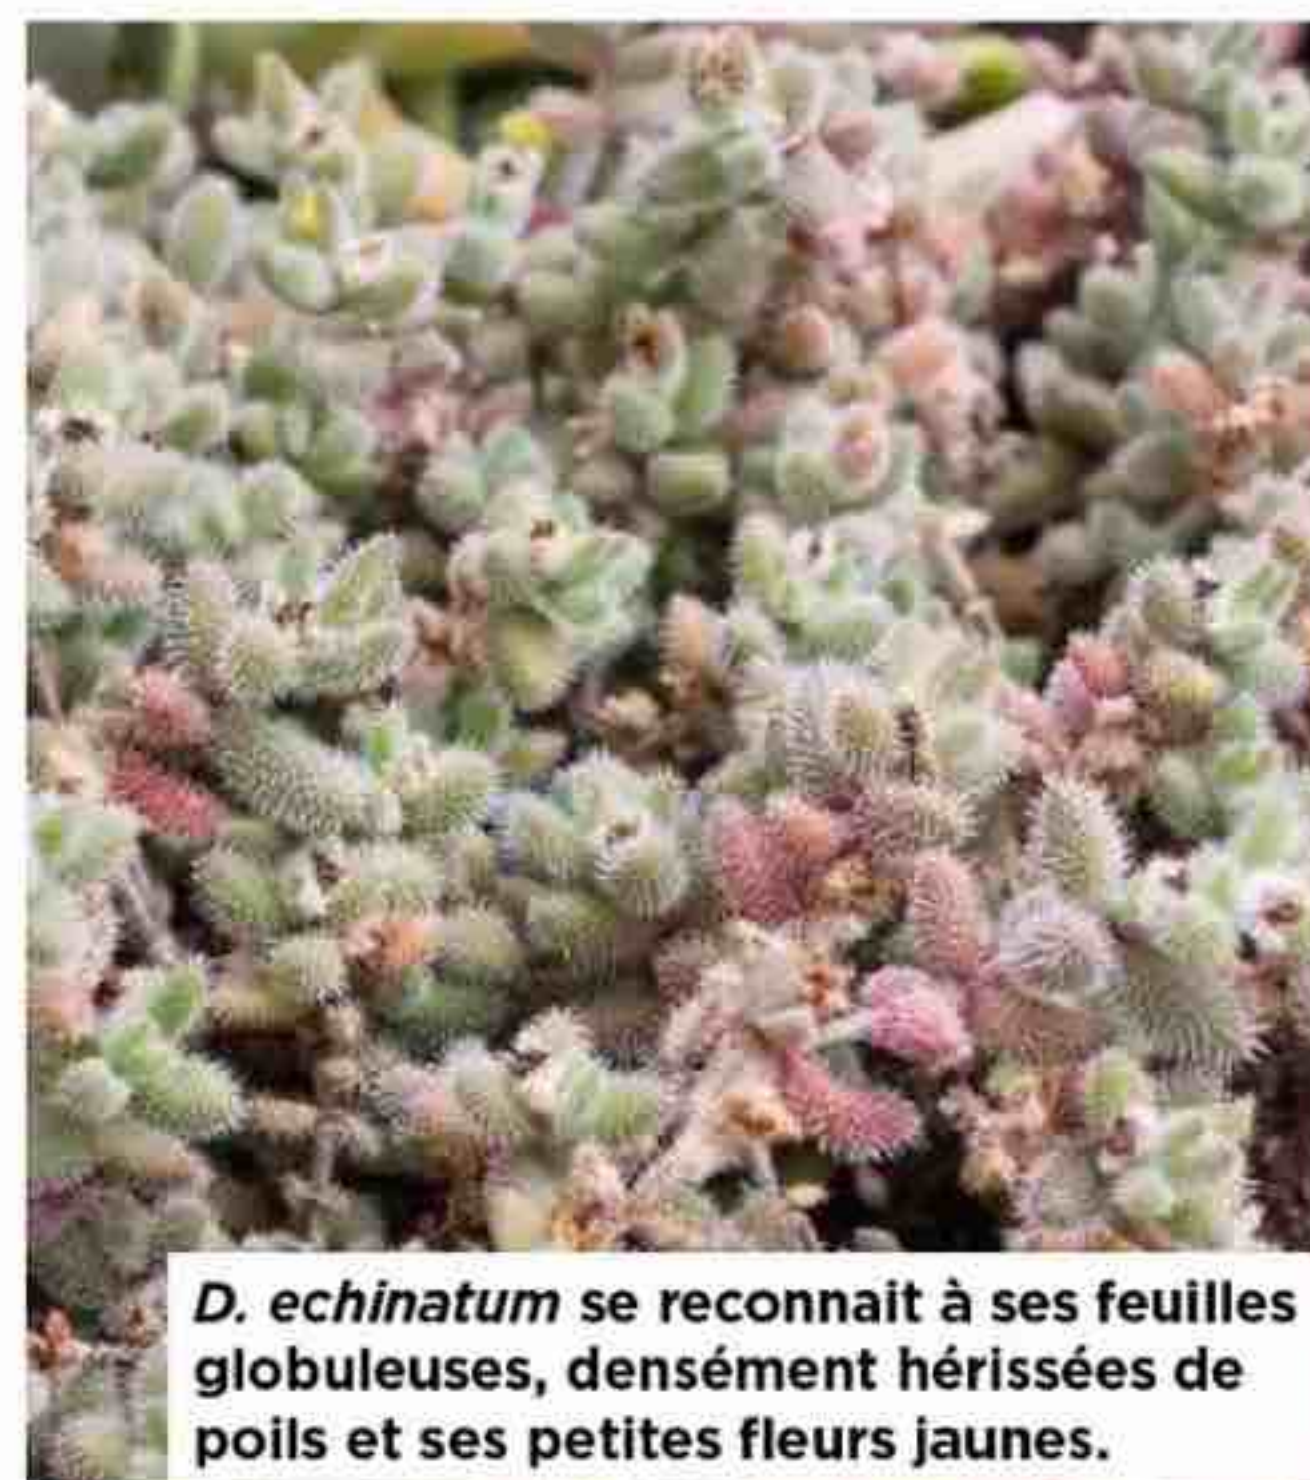 D. echinatum se reconnait à ses feuilles
globuleuses, densément hérissées de
poils et ses petites fleurs jaunes.